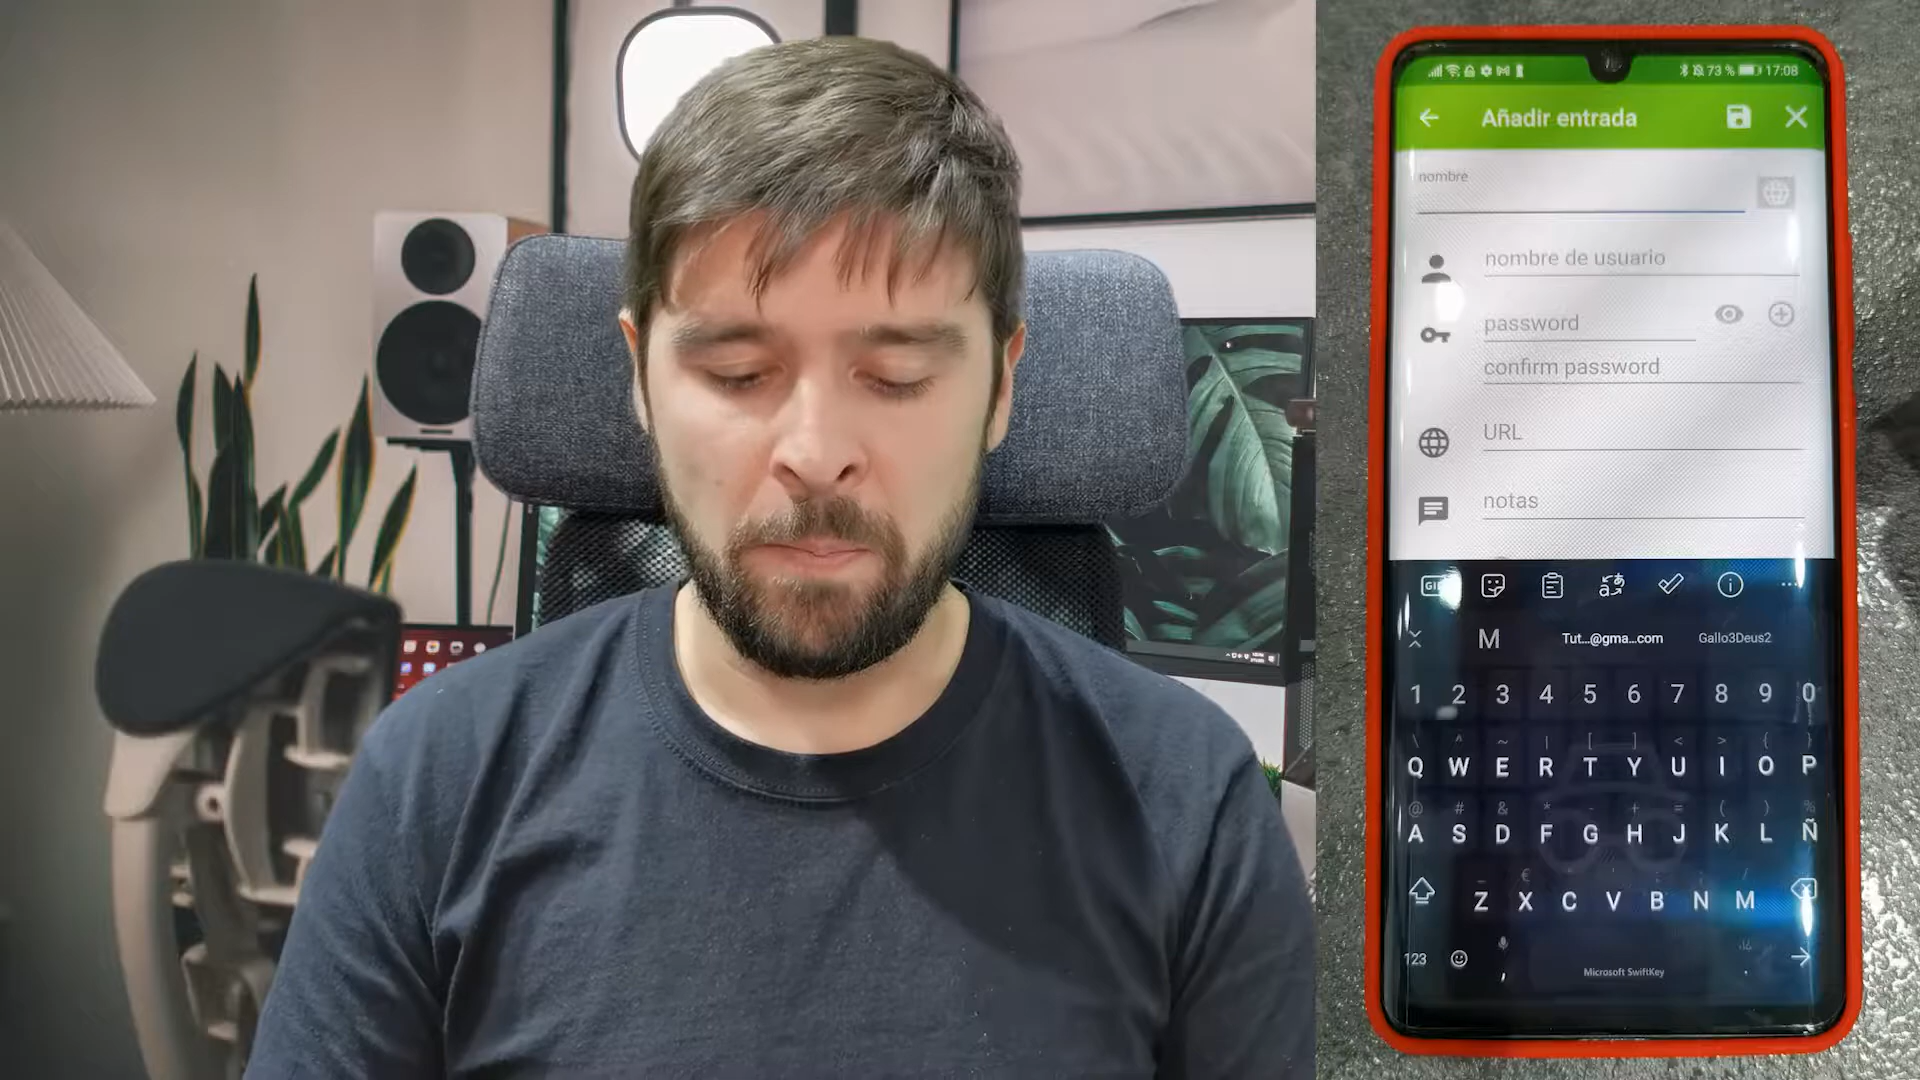 73 % 17:08
Añadir entrada
nombre
nombre de usuario
password
confirm password
URL
notas
GIF
M Tut...@gma...com Gallo3Deus2
1 2 3 4 5 6 7 8 9 0
\ ^ ~ | [ ] < > { }
Q W E R T Y U I O P
@ # & * - + = ( ) %
A S D F G H J K L Ñ
Z X C V B N M
123 , Microsoft SwiftKey .